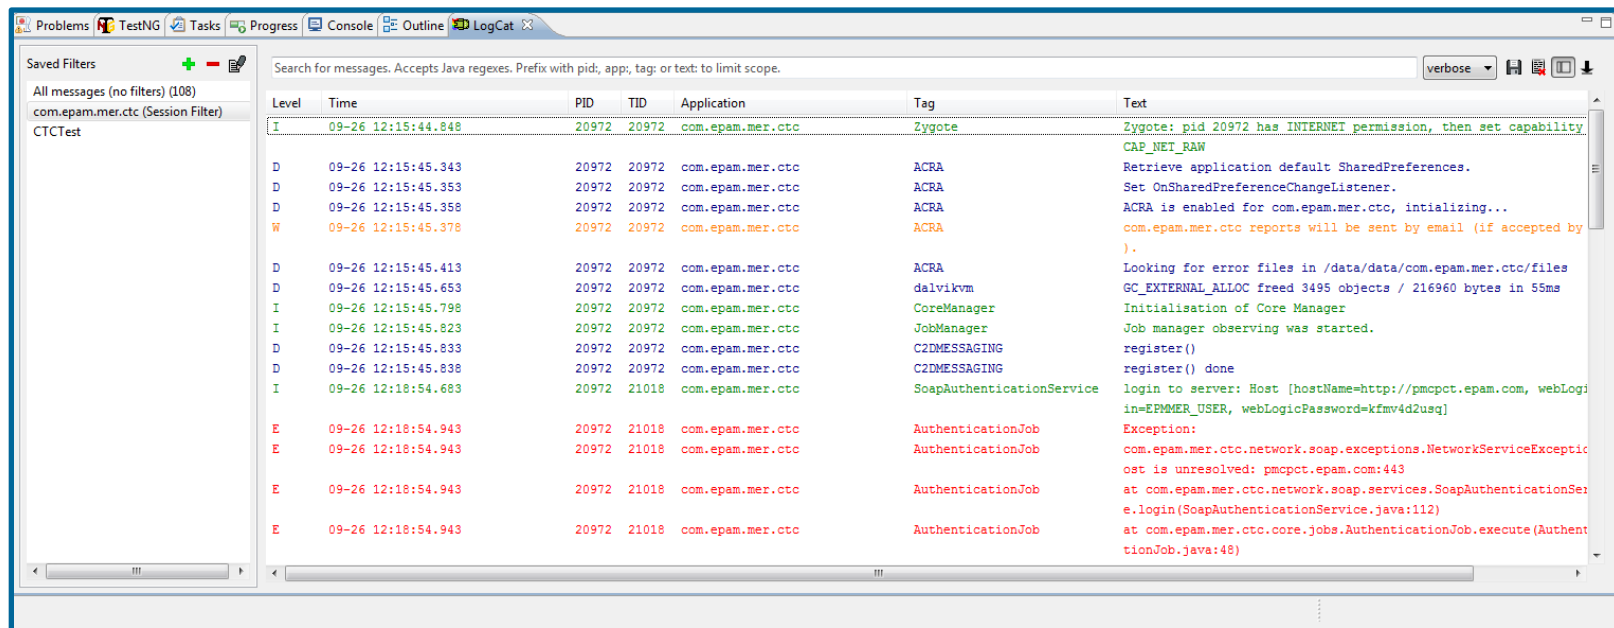 Problems TestNG Tasks Progress Console Outline LogCat
Saved Filters
All messages (no filters) (108)
com.epam.mer.ctc (Session Filter)
CTCTest
Search for messages. Accepts Java regexes. Prefix with pid:, app:, tag: or text: to limit scope.
verbose
Level Time PID TID Application Tag Text
I 09-26 12:15:44.848 20972 20972 com.epam.mer.ctc Zygote Zygote: pid 20972 has INTERNET permission, then set capability
CAP_NET_RAW
D 09-26 12:15:45.343 20972 20972 com.epam.mer.ctc ACRA Retrieve application default SharedPreferences.
D 09-26 12:15:45.353 20972 20972 com.epam.mer.ctc ACRA Set OnSharedPreferenceChangeListener.
D 09-26 12:15:45.358 20972 20972 com.epam.mer.ctc ACRA ACRA is enabled for com.epam.mer.ctc, intializing...
W 09-26 12:15:45.378 20972 20972 com.epam.mer.ctc ACRA com.epam.mer.ctc reports will be sent by email (if accepted by
).
D 09-26 12:15:45.413 20972 20972 com.epam.mer.ctc ACRA Looking for error files in /data/data/com.epam.mer.ctc/files
D 09-26 12:15:45.653 20972 20972 com.epam.mer.ctc dalvikvm GC_EXTERNAL_ALLOC freed 3495 objects / 216960 bytes in 55ms
I 09-26 12:15:45.798 20972 20972 com.epam.mer.ctc CoreManager Initialisation of Core Manager
I 09-26 12:15:45.823 20972 20972 com.epam.mer.ctc JobManager Job manager observing was started.
D 09-26 12:15:45.833 20972 20972 com.epam.mer.ctc C2DMESSAGING register()
D 09-26 12:15:45.838 20972 20972 com.epam.mer.ctc C2DMESSAGING register() done
I 09-26 12:18:54.683 20972 21018 com.epam.mer.ctc SoapAuthenticationService login to server: Host [hostName=http://pmcpct.epam.com, webLogi
in=EPMMER_USER, webLogicPassword=kfmv4d2usq]
E 09-26 12:18:54.943 20972 21018 com.epam.mer.ctc AuthenticationJob Exception:
E 09-26 12:18:54.943 20972 21018 com.epam.mer.ctc AuthenticationJob com.epam.mer.ctc.network.soap.exceptions.NetworkServiceExceptio
ost is unresolved: pmcpct.epam.com:443
E 09-26 12:18:54.943 20972 21018 com.epam.mer.ctc AuthenticationJob at com.epam.mer.ctc.network.soap.services.SoapAuthenticationSer
e.login(SoapAuthenticationService.java:112)
E 09-26 12:18:54.943 20972 21018 com.epam.mer.ctc AuthenticationJob at com.epam.mer.ctc.core.jobs.AuthenticationJob.execute(Authent
tionJob.java:48)